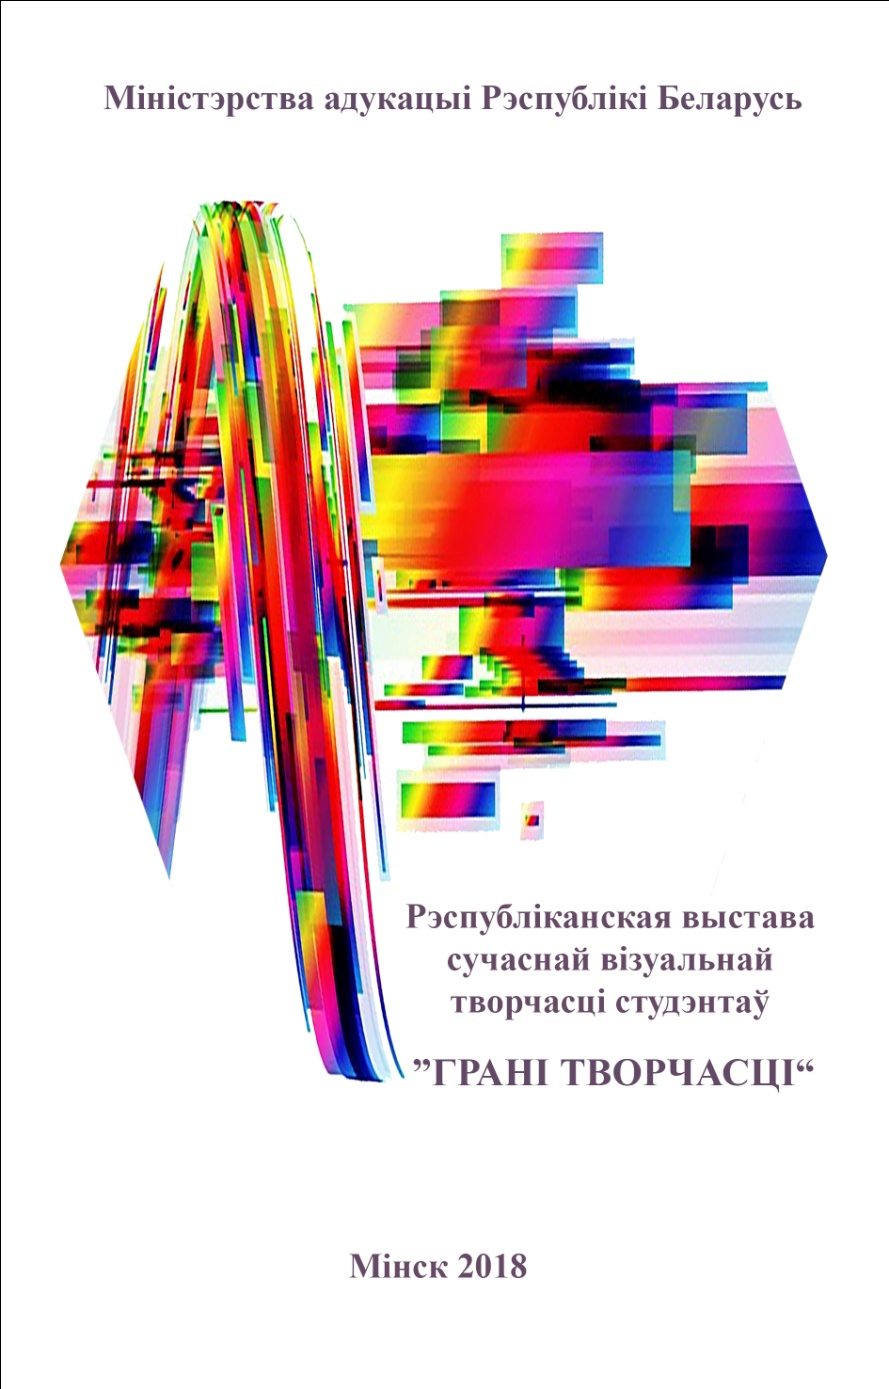 Міністэрства адукацыі Рэспублікі Беларусь
Рэспубліканская выстава
сучаснай візуальнай
творчасці студэнтаў
”ГРАНІ ТВОРЧАСЦІ“
Мінск 2018